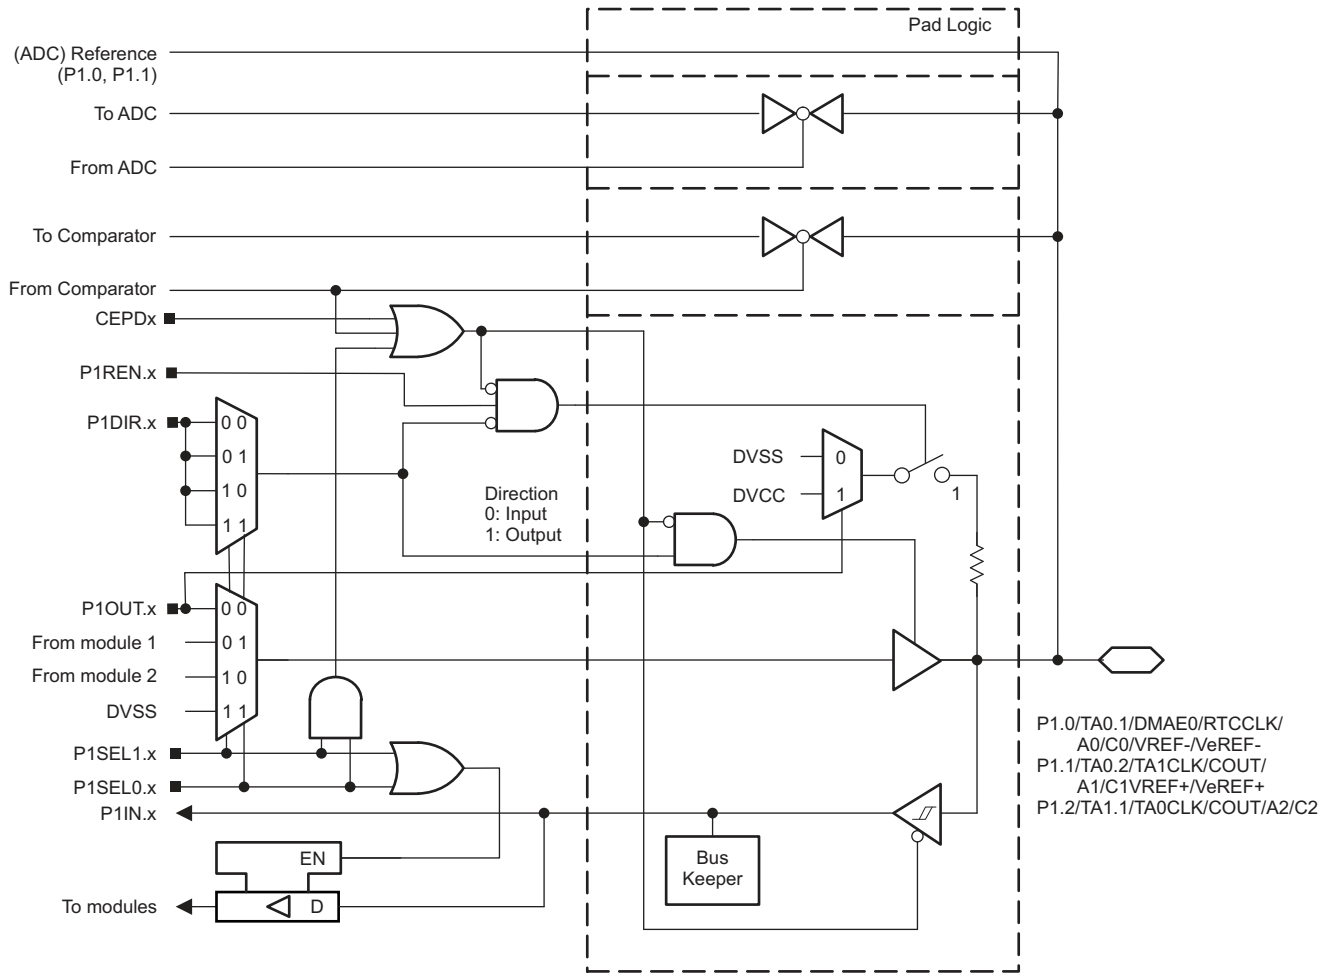 Pad Logic
(ADC) Reference
(P1.0, P1.1)
To ADC
From ADC
To Comparator
From Comparator
CEPDx
P1REN.x
P1DIR.x
0 0
0 1
1 0
1 1
Direction
0: Input
1: Output
DVSS
0
DVCC
1
1
P1OUT.x
0 0
From module 1
0 1
From module 2
1 0
DVSS
1 1
P1SEL1.x
P1SEL0.x
P1IN.x
EN
D
To modules
Bus
Keeper
P1.0/TA0.1/DMAE0/RTCCLK/
A0/C0/VREF-/VeREF-
P1.1/TA0.2/TA1CLK/COUT/
A1/C1VREF+/VeREF+
P1.2/TA1.1/TA0CLK/COUT/A2/C2